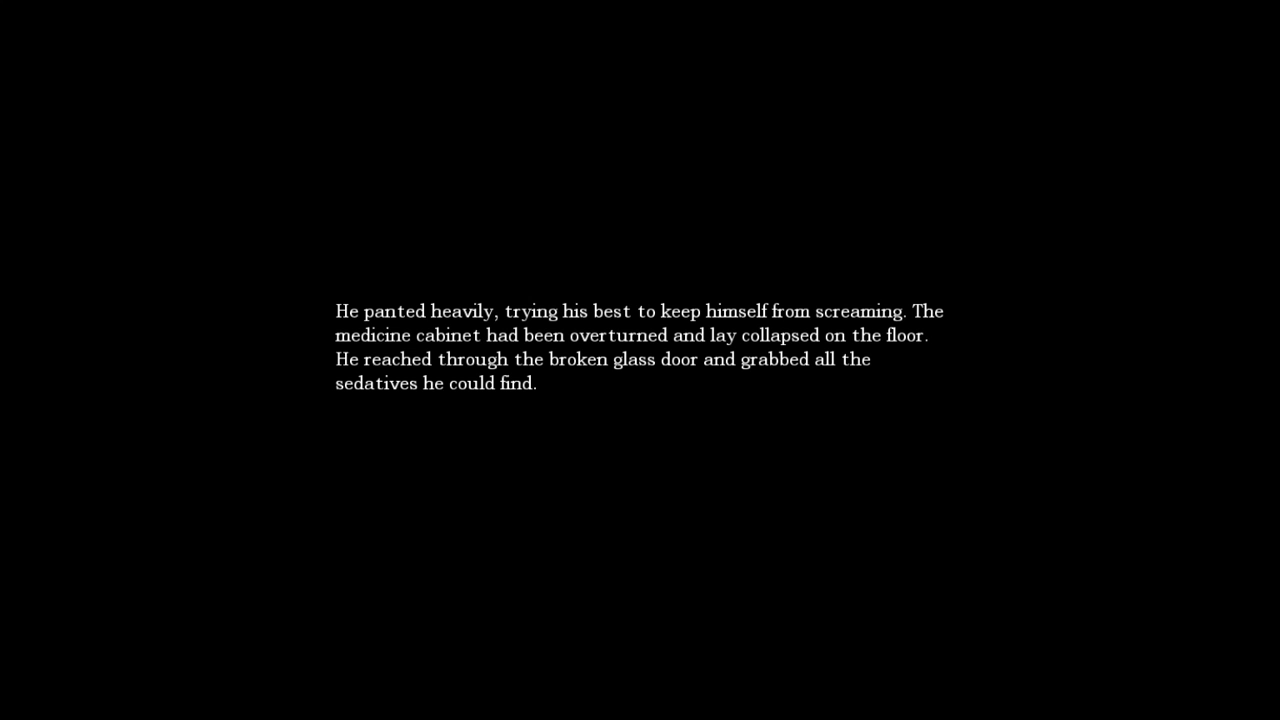 He panted heavily, trying his best to keep himself from screaming. The
medicine cabinet had been overturned and lay collapsed on the floor.
He reached through the broken glass door and grabbed all the
sedatives he could find.